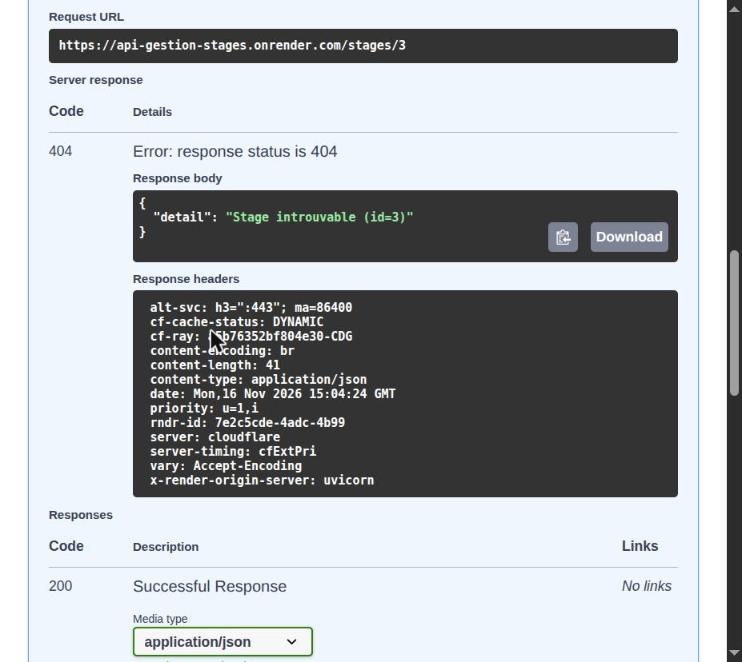 Request URL
https://api-gestion-stages.onrender.com/stages/3
Server response
Code Details
404 Error: response status is 404
Response body
{
"detail": "Stage introuvable (id=3)"
}
Download
Response headers
alt-svc: h3=":443"; ma=86400
cf-cache-status: DYNAMIC
cf-ray:
content-encoding: br
content-length: 41
content-type: application/json
date: Mon,16 Nov 2026 15:04:24 GMT
priority: u=1,i
rndr-id: 7e2c5cde-4adc-4b99
server: cloudflare
server-timing: cfExtPri
vary: Accept-Encoding
x-render-origin-server: uvicorn
Responses
Code Description Links
200 Successful Response No links
Media type
application/json